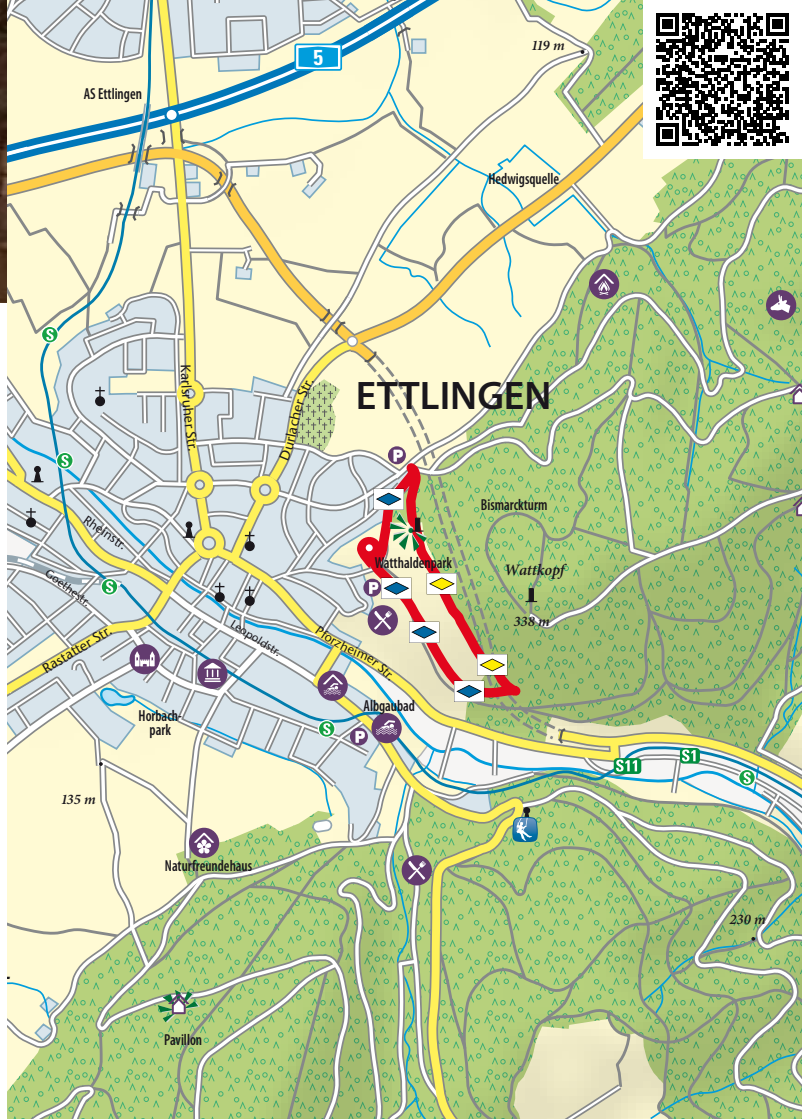 5
119 m
AS Ettlingen
Hedwigsquelle
S
Karlsruher Str.
Durlacher Str.
ETTLINGEN
P
S
Bismarckturm
Rheinstr.
Watthaldenpark
Wattkopf
S
Goethestr.
P
338 m
Leopoldstr.
Pforzheimer Str.
Rastatter Str.
Albgaubad
Horbach-
park
S
P
S1
S11
S
135 m
Naturfreundehaus
230 m
Pavillon